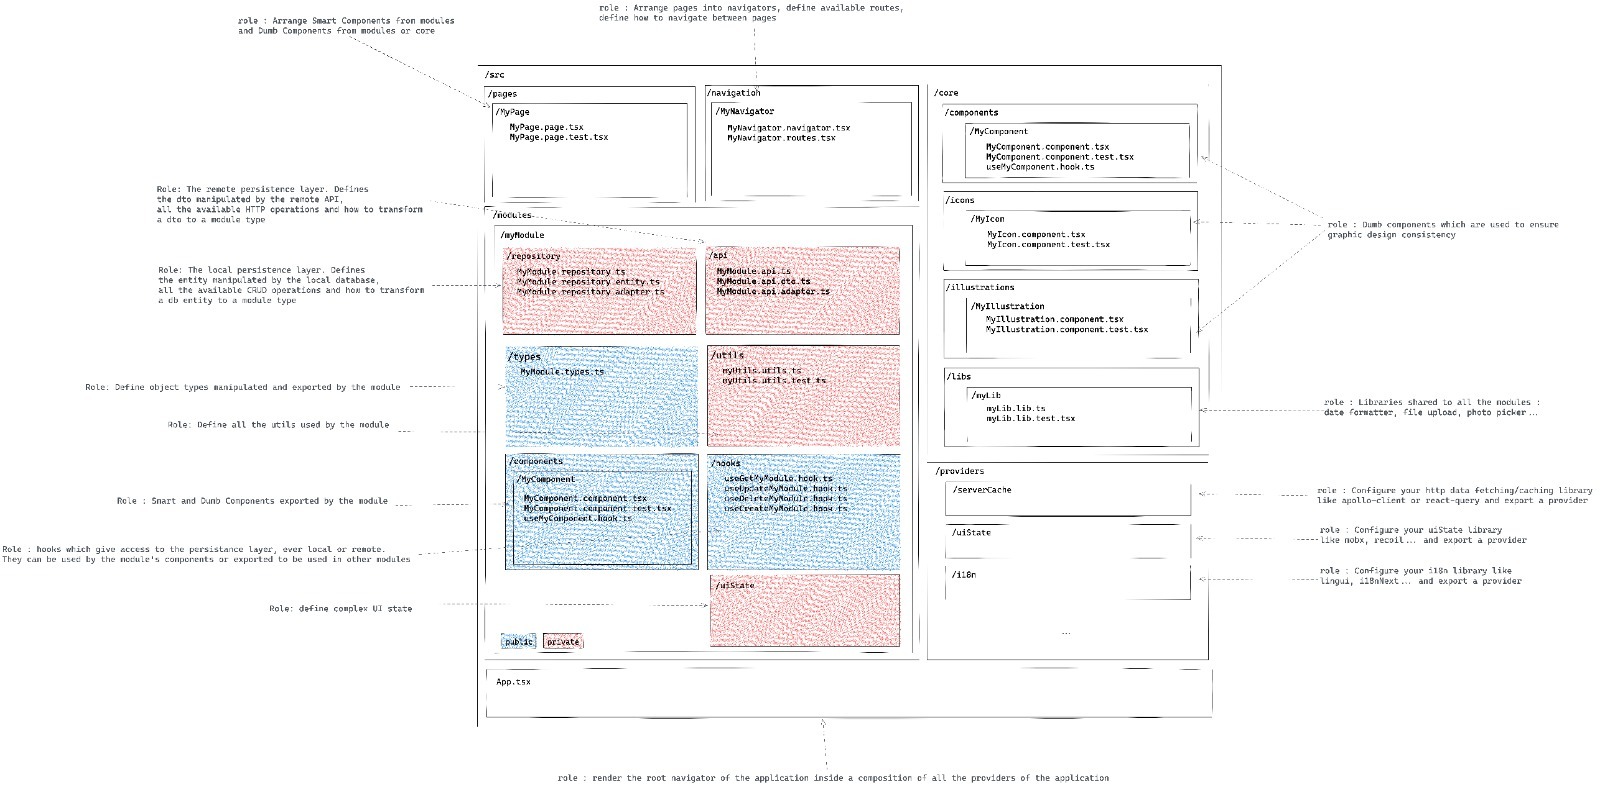 role : Arrange Smart Components from modules
and Dumb Components from modules or core
role : Arrange pages into navigators, define available routes,
define how to navigate between pages
/src
/pages
/MyPage
MyPage.page.tsx
MyPage.page.test.tsx
/navigation
/MyNavigator
MyNavigator.navigator.tsx
MyNavigator.routes.tsx
/core
/components
/MyComponent
MyComponent.component.tsx
MyComponent.component.test.tsx
useMyComponent.hook.ts
/icons
/MyIcon
MyIcon.component.tsx
MyIcon.component.test.tsx
/illustrations
/MyIllustration
MyIllustration.component.tsx
MyIllustration.component.test.tsx
/libs
/myLib
myLib.lib.ts
myLib.lib.test.tsx
role : Dumb components which are used to ensure
graphic design consistency
role : Libraries shared to all the modules :
date formatter, file upload, photo picker...
Role: The remote persistence layer. Defines
the dto manipulated by the remote API,
all the available HTTP operations and how to transform
a dto to a module type
Role: The local persistence layer. Defines
the entity manipulated by the local database,
all the available CRUD operations and how to transform
a db entity to a module type
Role: Define object types manipulated and exported by the module
Role: Define all the utils used by the module
Role : Smart and Dumb Components exported by the module
Role : hooks which give access to the persistance layer, ever local or remote.
They can be used by the module's components or exported to be used in other modules
Role: define complex UI state
/modules
/myModule
/repository
MyModule.repository.ts
MyModule.repository.entity.ts
MyModule.repository.adapter.ts
/api
MyModule.api.ts
MyModule.api.dto.ts
MyModule.api.adapter.ts
/types
MyModule.types.ts
/utils
myUtils.utils.ts
myUtils.utils.test.ts
/components
/MyComponent
MyComponent.component.tsx
MyComponent.component.test.tsx
useMyComponent.hook.ts
/hooks
useGetMyModule.hook.ts
useUpdateMyModule.hook.ts
useDeleteMyModule.hook.ts
useCreateMyModule.hook.ts
/uiState
public
private
/providers
/serverCache
/uiState
/i18n
...
role : Configure your http data fetching/caching library
like apollo-client or react-query and export a provider
role : Configure your uiState library
like mobx, recoil... and export a provider
role : Configure your i18n library like
lingui, i18nNext... and export a provider
App.tsx
role : render the root navigator of the application inside a composition of all the providers of the application